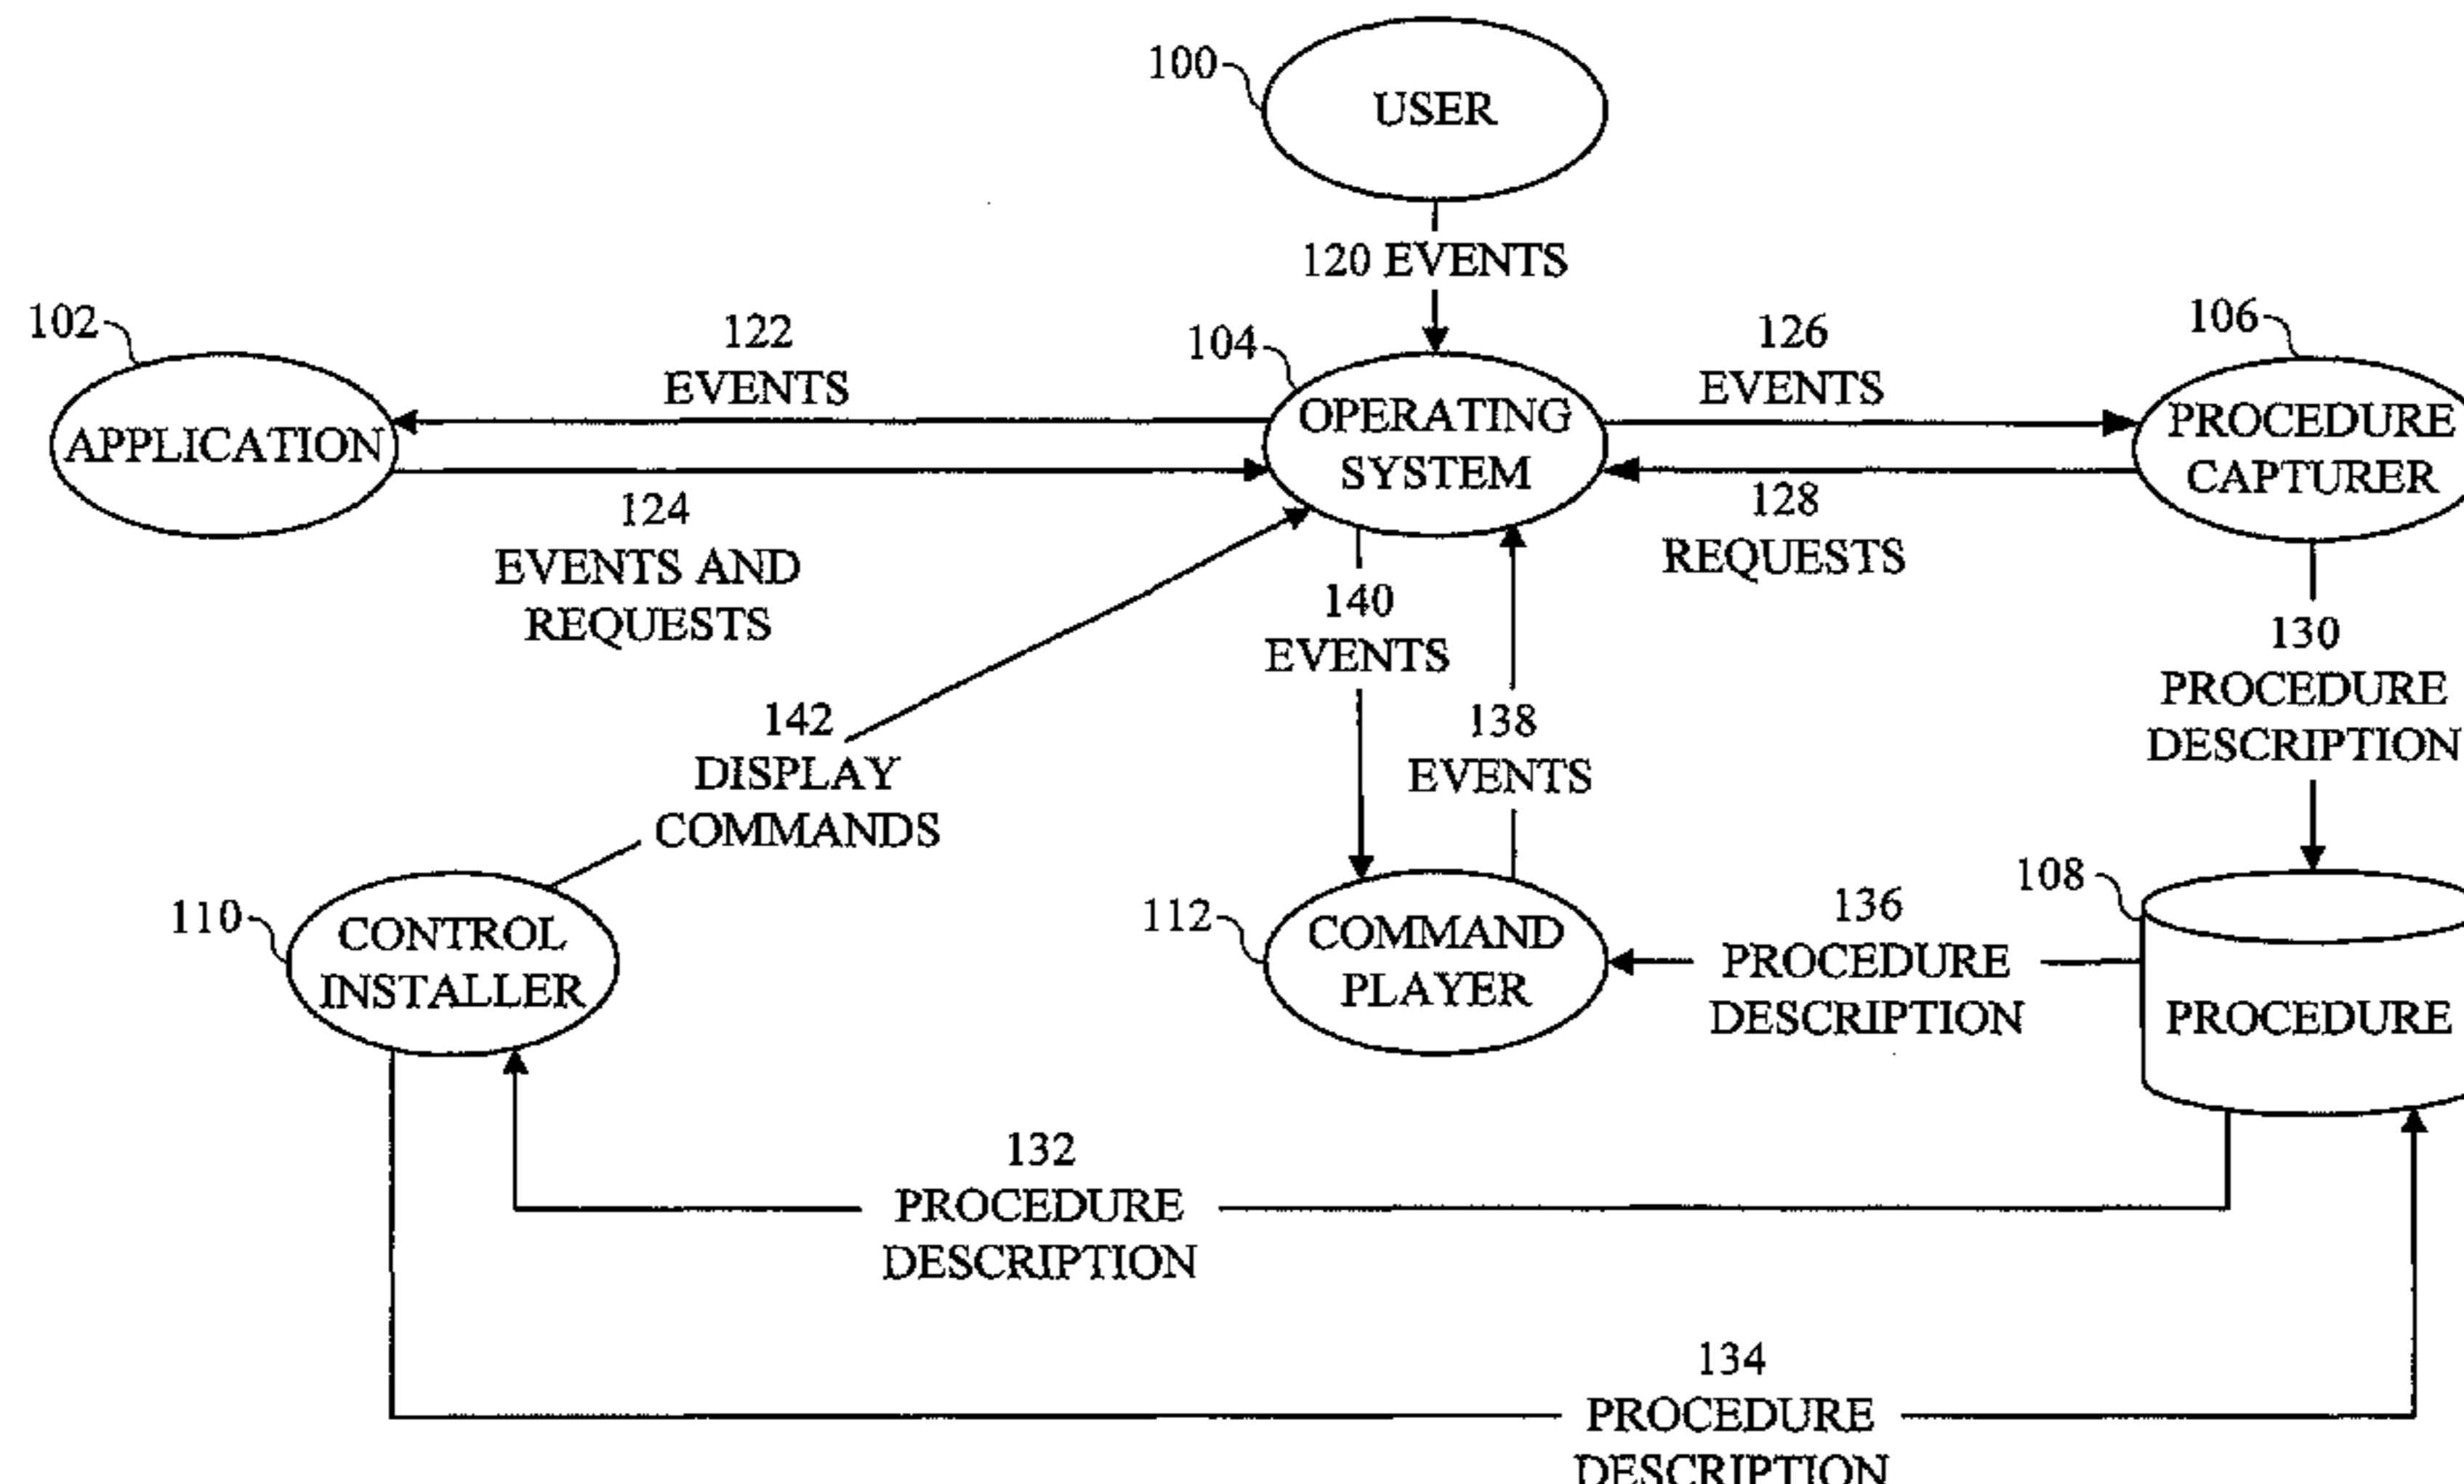 100
USER
120 EVENTS
102
122
EVENTS
104
126
EVENTS
106
APPLICATION
OPERATING
SYSTEM
PROCEDURE
CAPTURER
124
EVENTS AND
REQUESTS
128
REQUESTS
140
EVENTS
130
PROCEDURE
DESCRIPTION
142
DISPLAY
COMMANDS
138
EVENTS
110
CONTROL
INSTALLER
112
COMMAND
PLAYER
136
PROCEDURE
DESCRIPTION
108
PROCEDURE
132
PROCEDURE
DESCRIPTION
134
PROCEDURE
DESCRIPTION